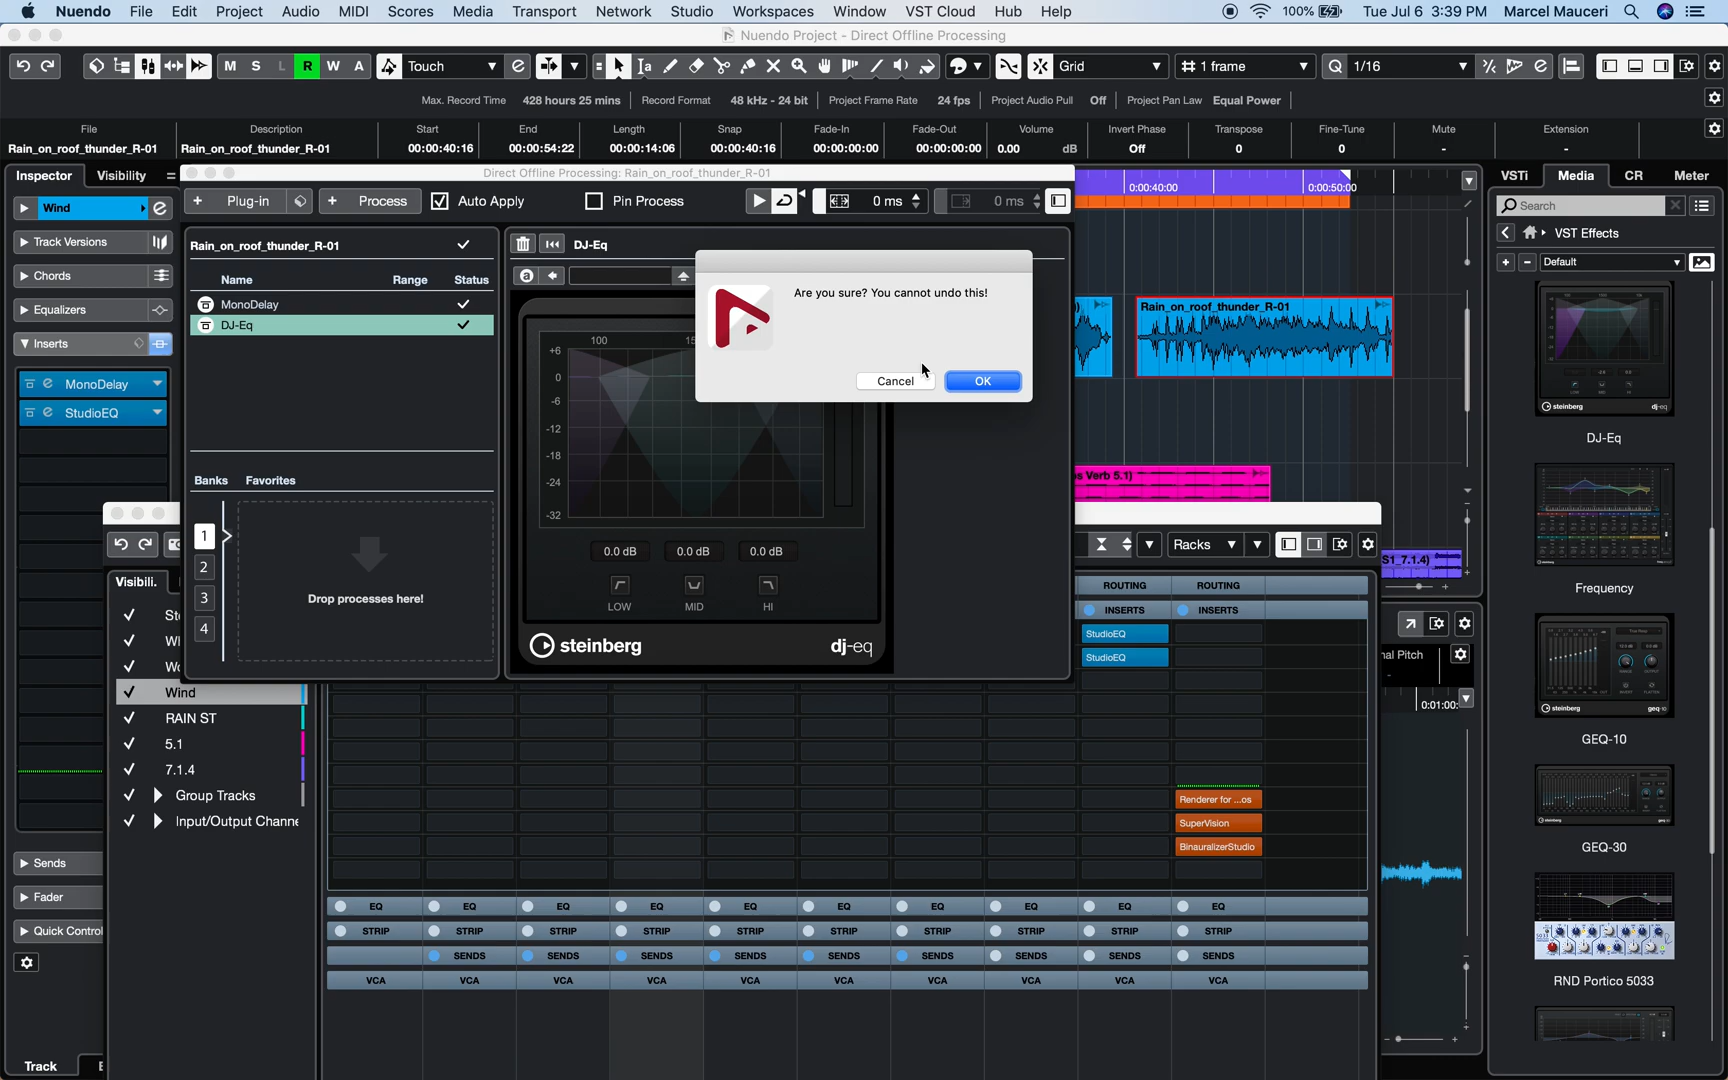 Nuendo File Edit Project Audio MIDI Scores Media Transport Network Studio Workspaces Window VST Cloud Hub Help 100% Tue Jul 6 3:39 PM Marcel Mauceri
Nuendo Project - Direct Offline Processing
M S L R W A Touch Grid 1 frame Q 1/16
Max. Record Time 428 hours 25 mins Record Format 48 kHz - 24 bit Project Frame Rate 24 fps Project Audio Pull Off Project Pan Law Equal Power
File Description Start End Length Snap Fade-In Fade-Out Volume Invert Phase Transpose Fine-Tune Mute Extension
Rain_on_roof_thunder_R-01 Rain_on_roof_thunder_R-01 00:00:40:16 00:00:54:22 00:00:14:06 00:00:40:16 00:00:00:00 00:00:00:00 0.00 dB Off 0 0 - -
Inspector Visibility
Wind
Track Versions
Chords
Equalizers
Inserts
MonoDelay
StudioEQ
Sends
Fader
Quick Control
Track E
Direct Offline Processing: Rain_on_roof_thunder_R-01
+ Plug-in + Process Auto Apply Pin Process 0 ms 0 ms
Rain_on_roof_thunder_R-01
Name Range Status
MonoDelay
DJ-Eq
Banks Favorites
1
2
3
4
Drop processes here!
DJ-Eq
a
100 15
+6
0
-6
-12
-18
-24
-32
0.0 dB 0.0 dB 0.0 dB
LOW MID HI
steinberg dj-eq
Are you sure? You cannot undo this!
Cancel OK
0:00:40:00 0:00:50:00
Rain_on_roof_thunder_R-01
s Verb 5.1)
S1_7.1.4)
Racks
Visibili.
St
Wind
RAIN ST
5.1
7.1.4
Group Tracks
Input/Output Channe
ROUTING ROUTING
INSERTS INSERTS
StudioEQ
StudioEQ
Renderer for ...os
SuperVision
BinauralizerStudio
EQ EQ EQ EQ EQ EQ EQ EQ EQ EQ
STRIP STRIP STRIP STRIP STRIP STRIP STRIP STRIP STRIP STRIP
SENDS SENDS SENDS SENDS SENDS SENDS SENDS SENDS SENDS
VCA VCA VCA VCA VCA VCA VCA VCA VCA VCA
nal Pitch
-
0:01:00:
VSTi Media CR Meter
Search
VST Effects
Default
steinberg dj-eq
DJ-Eq
Frequency
steinberg geq-10
GEQ-10
GEQ-30
RND Portico 5033